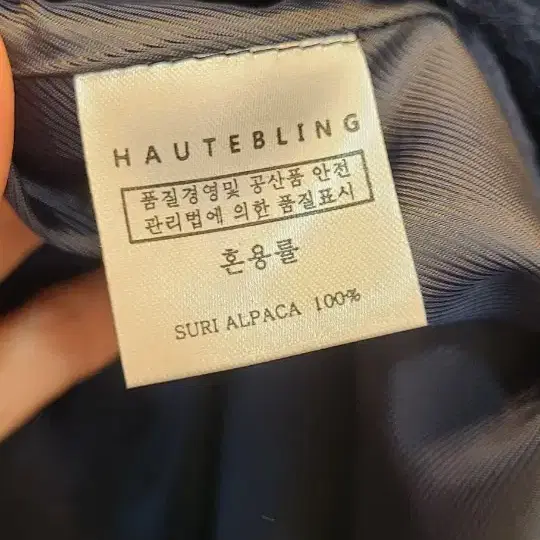 HAUTEBLING
품질경영및 공산품 안전
관리법에 의한 품질표시
혼용률
SURI ALPACA 100%